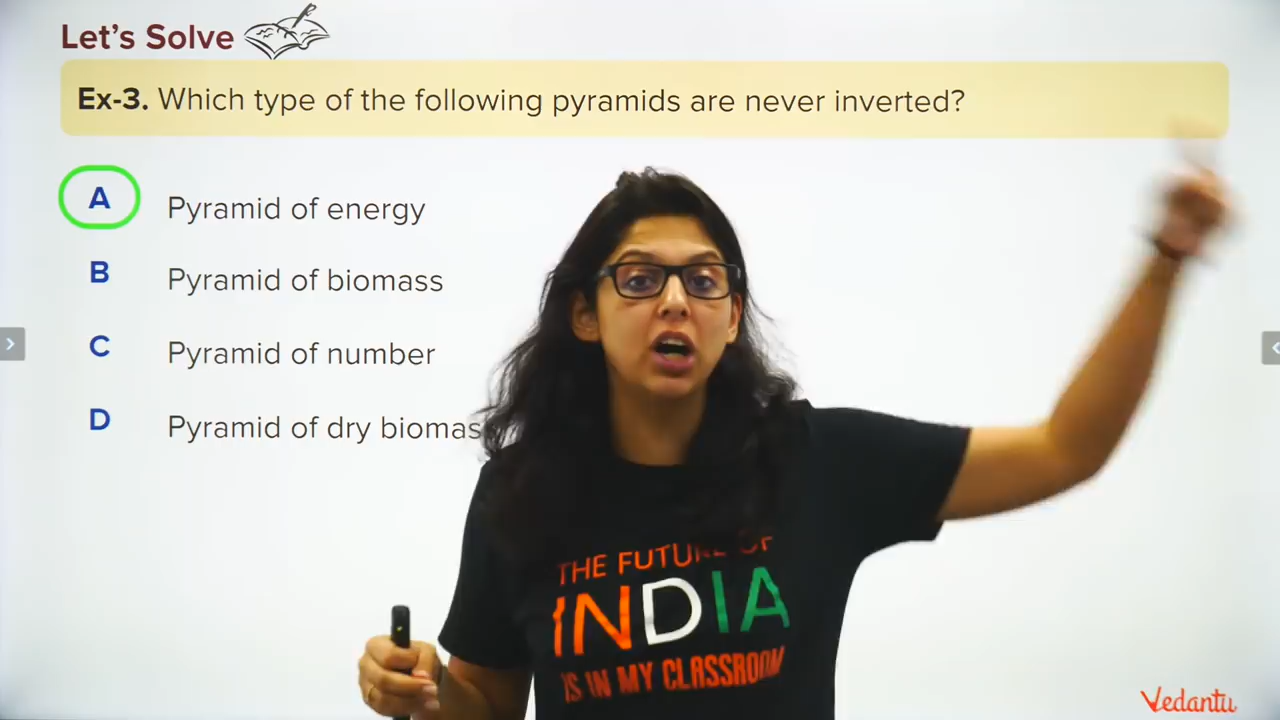 Let's Solve
Ex-3. Which type of the following pyramids are never inverted?
A Pyramid of energy
B Pyramid of biomass
C Pyramid of number
D Pyramid of dry biomas
THE FUTURE OF
INDIA
IS IN MY CLASSROOM
Vedantu